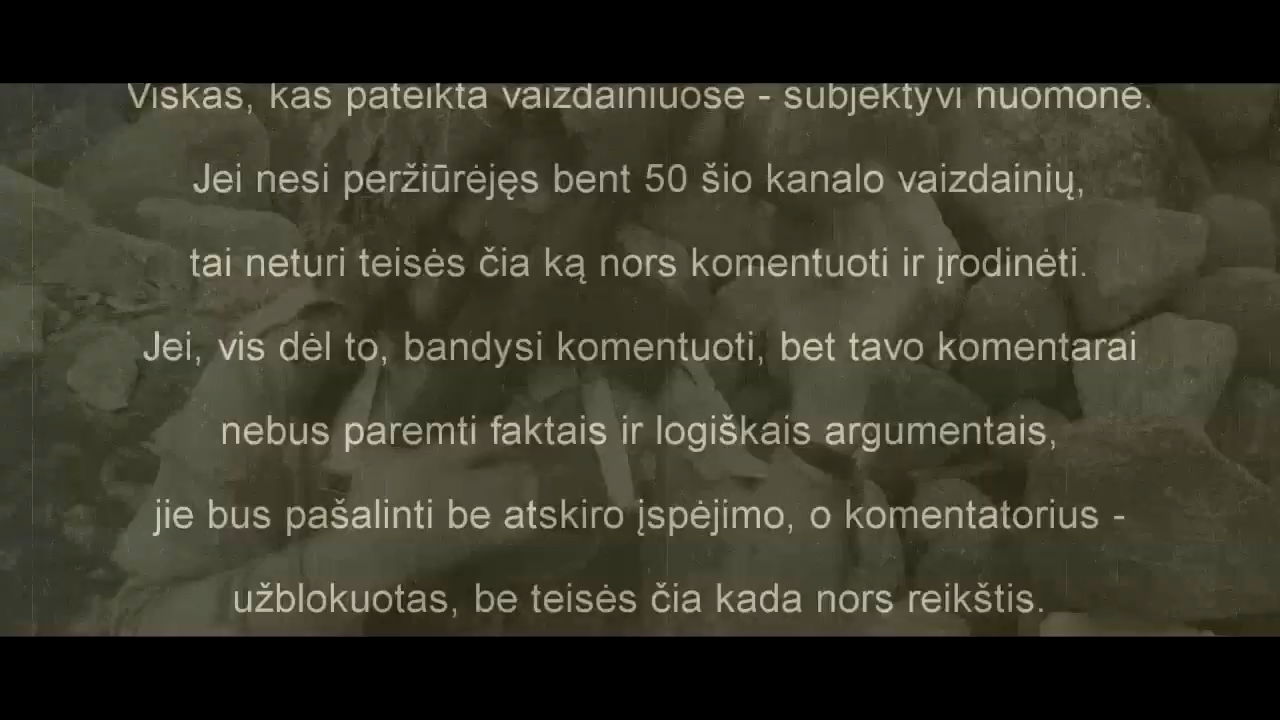 Viskas, kas pateikta vaizdainiuose - subjektyvi nuomonė.
Jei nesi peržiūrėjęs bent 50 šio kanalo vaizdainių,
tai neturi teisės čia ką nors komentuoti ir įrodinėti.
Jei, vis dėl to, bandysi komentuoti, bet tavo komentarai
nebus paremti faktais ir logiškais argumentais,
jie bus pašalinti be atskiro įspėjimo, o komentatorius -
užblokuotas, be teisės čia kada nors reikštis.